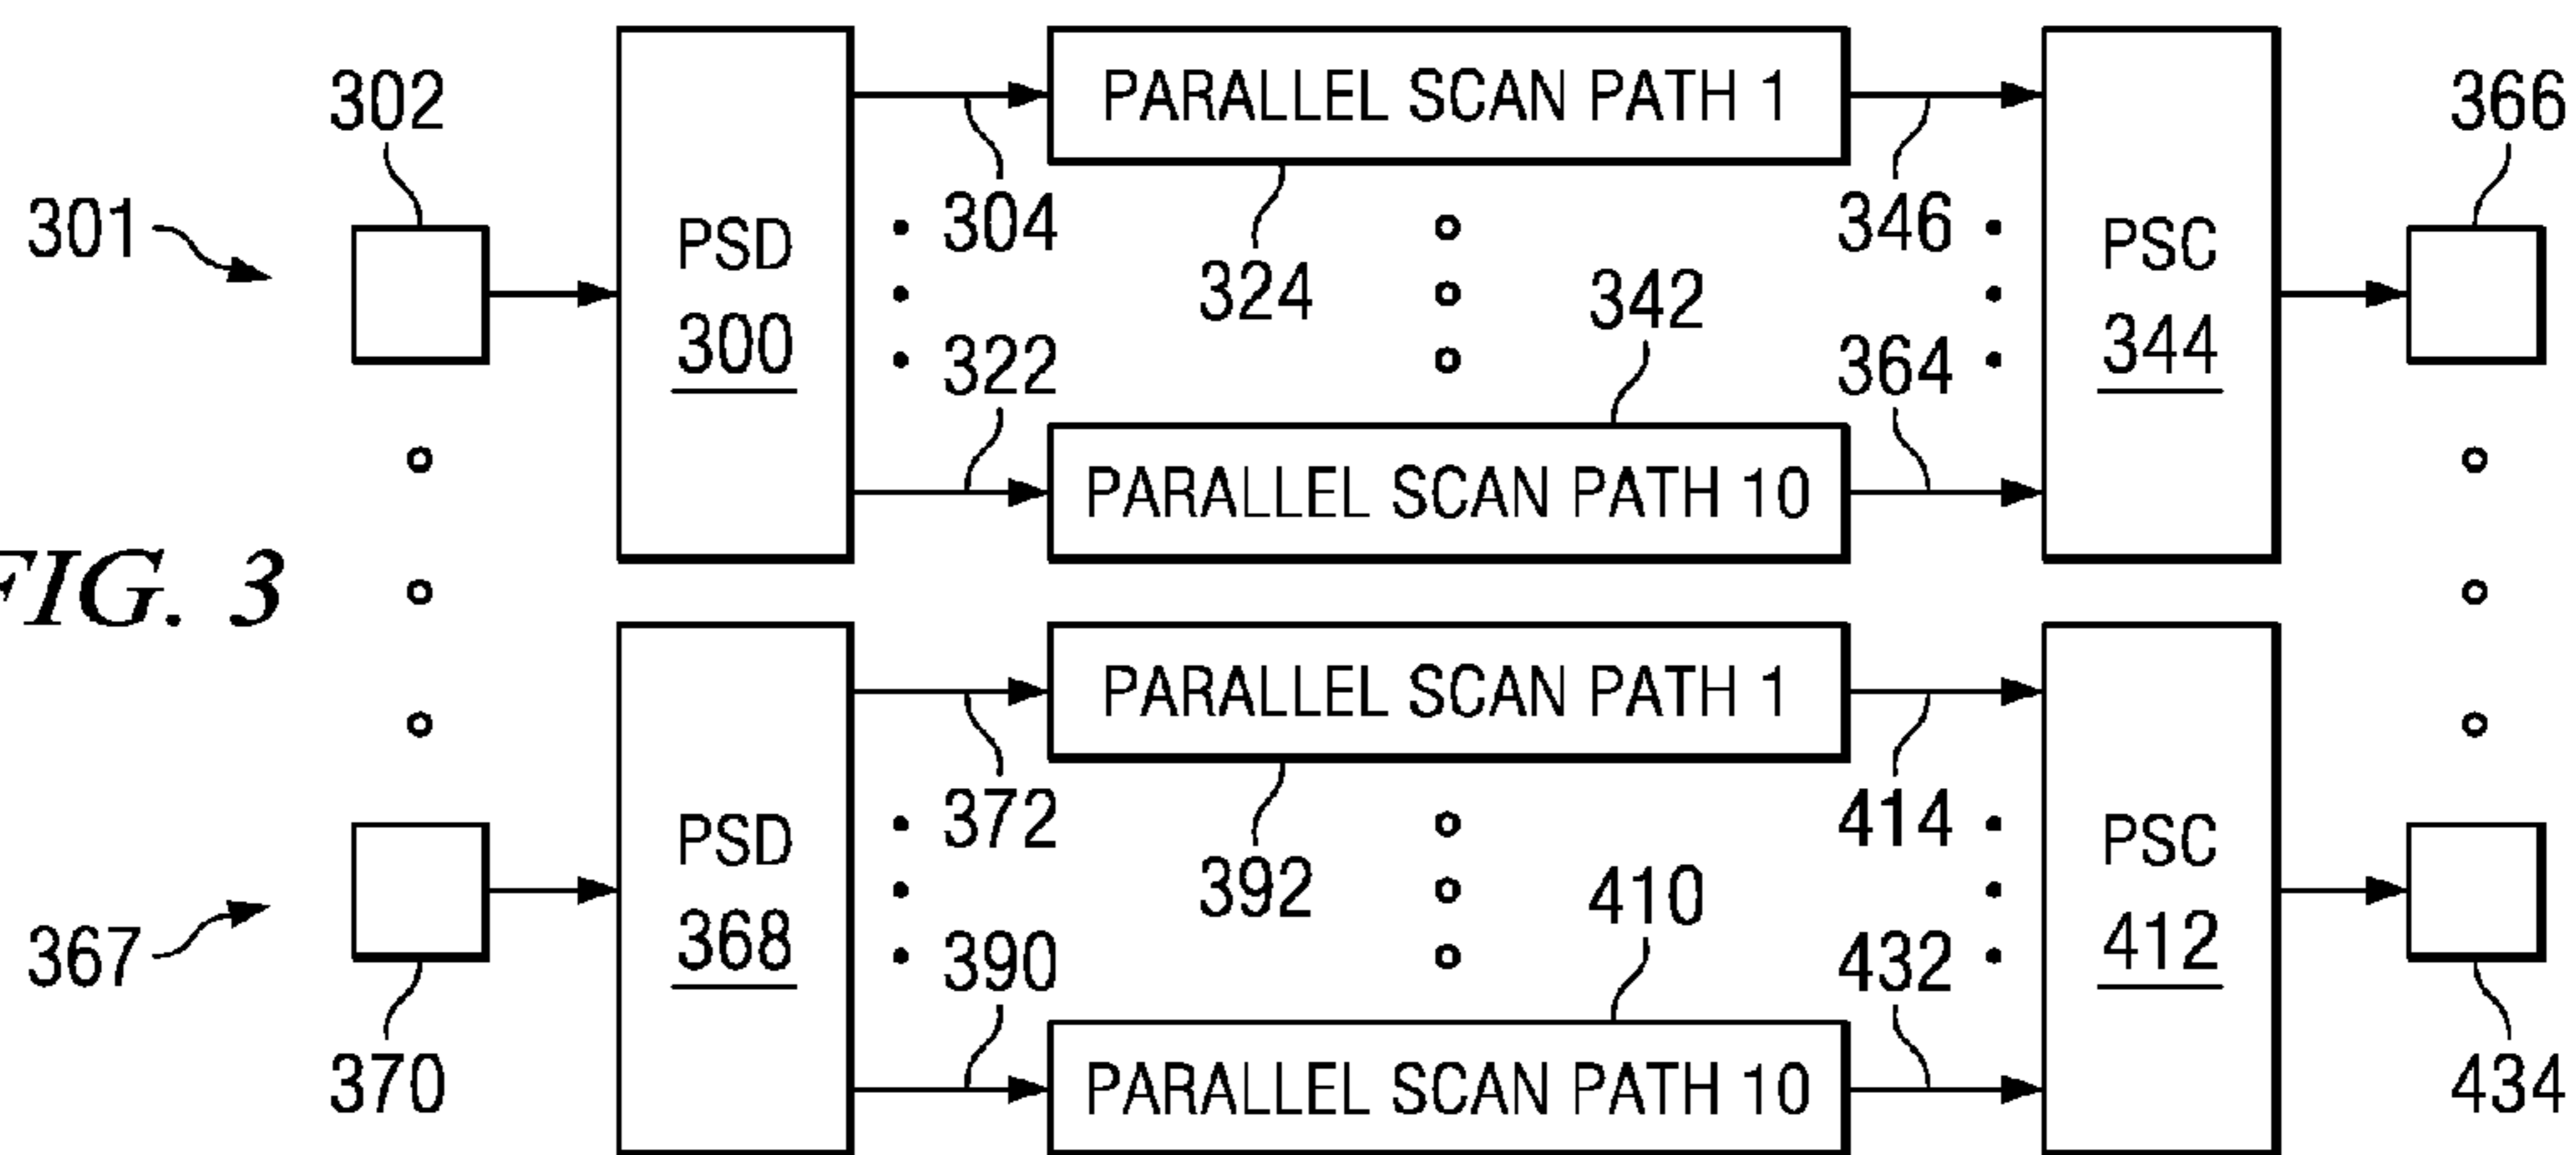 302
366
301
PSD
300
304
322
PARALLEL SCAN PATH 1
324
342
PARALLEL SCAN PATH 10
346
364
PSC
344
FIG. 3
367
370
PSD
368
372
390
PARALLEL SCAN PATH 1
392
410
PARALLEL SCAN PATH 10
414
432
PSC
412
434